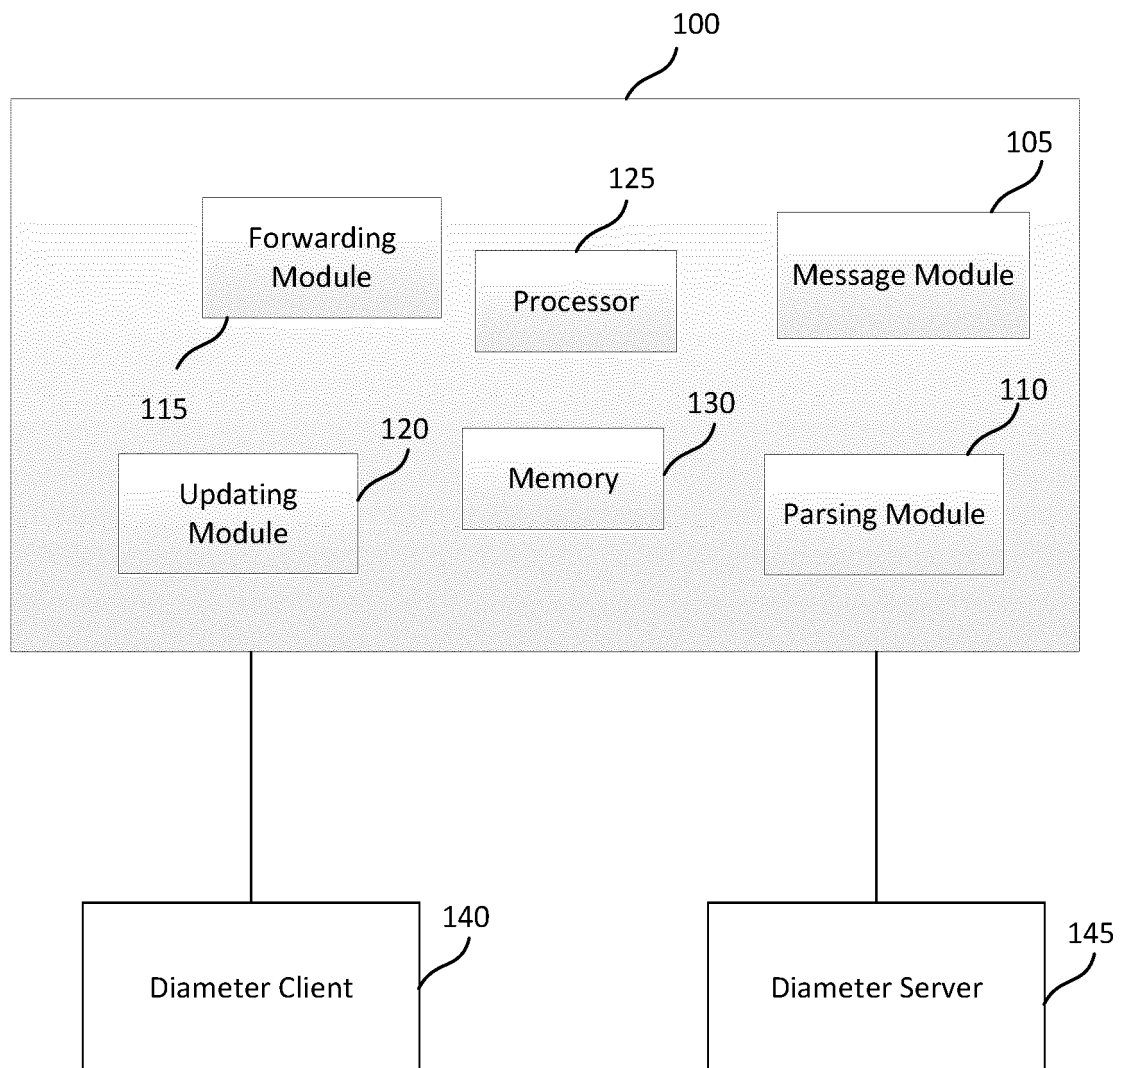 100
105
125
Forwarding
Module
Message Module
Processor
110
130
115
120
Memory
Updating
Module
Parsing Module
140
145
Diameter Client
Diameter Server